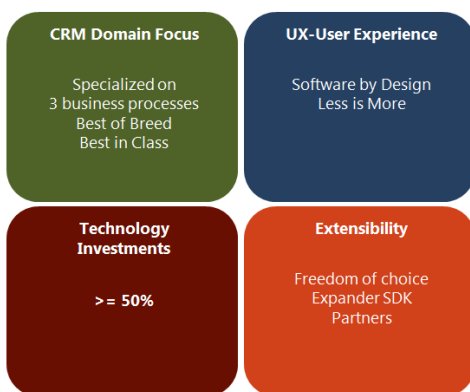 CRM Domain Focus
Specialized on
3 business processes
Best of Breed
Best in Class
UX-User Experience
Software by Design
Less is More
Technology
Investments
>= 50%
Extensibility
Freedom of choice
Expander SDK
Partners